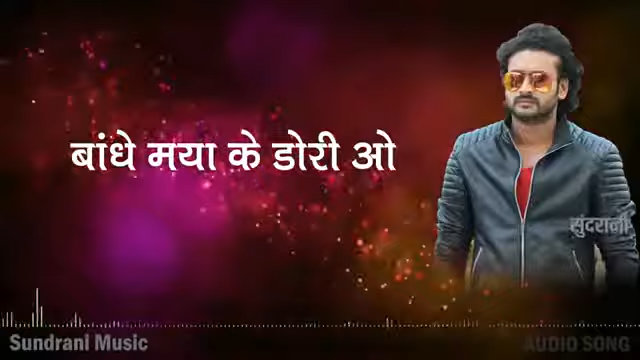 बांधे मया के डोरी ओ
सुंदरानी
Sundrani Music
AUDIO SONG